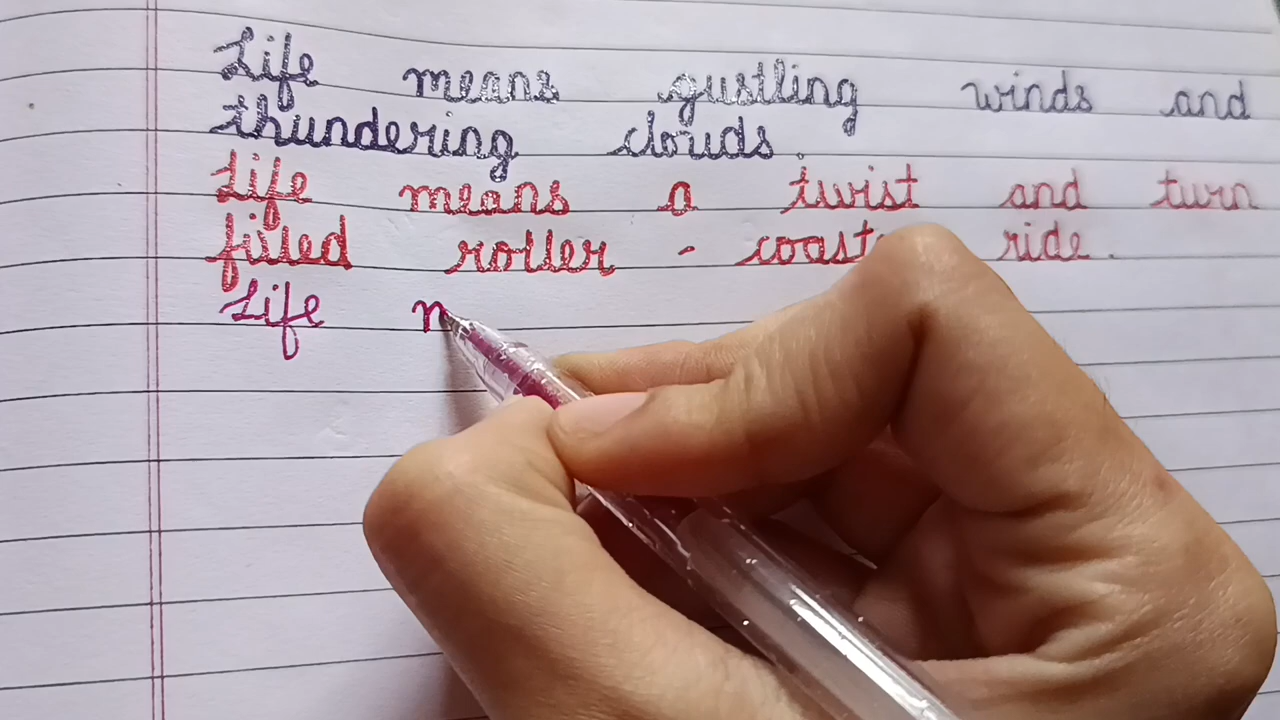 Life means gustling winds and
thundering clouds.
Life means a twist and turn
filled roller - ride.
Life